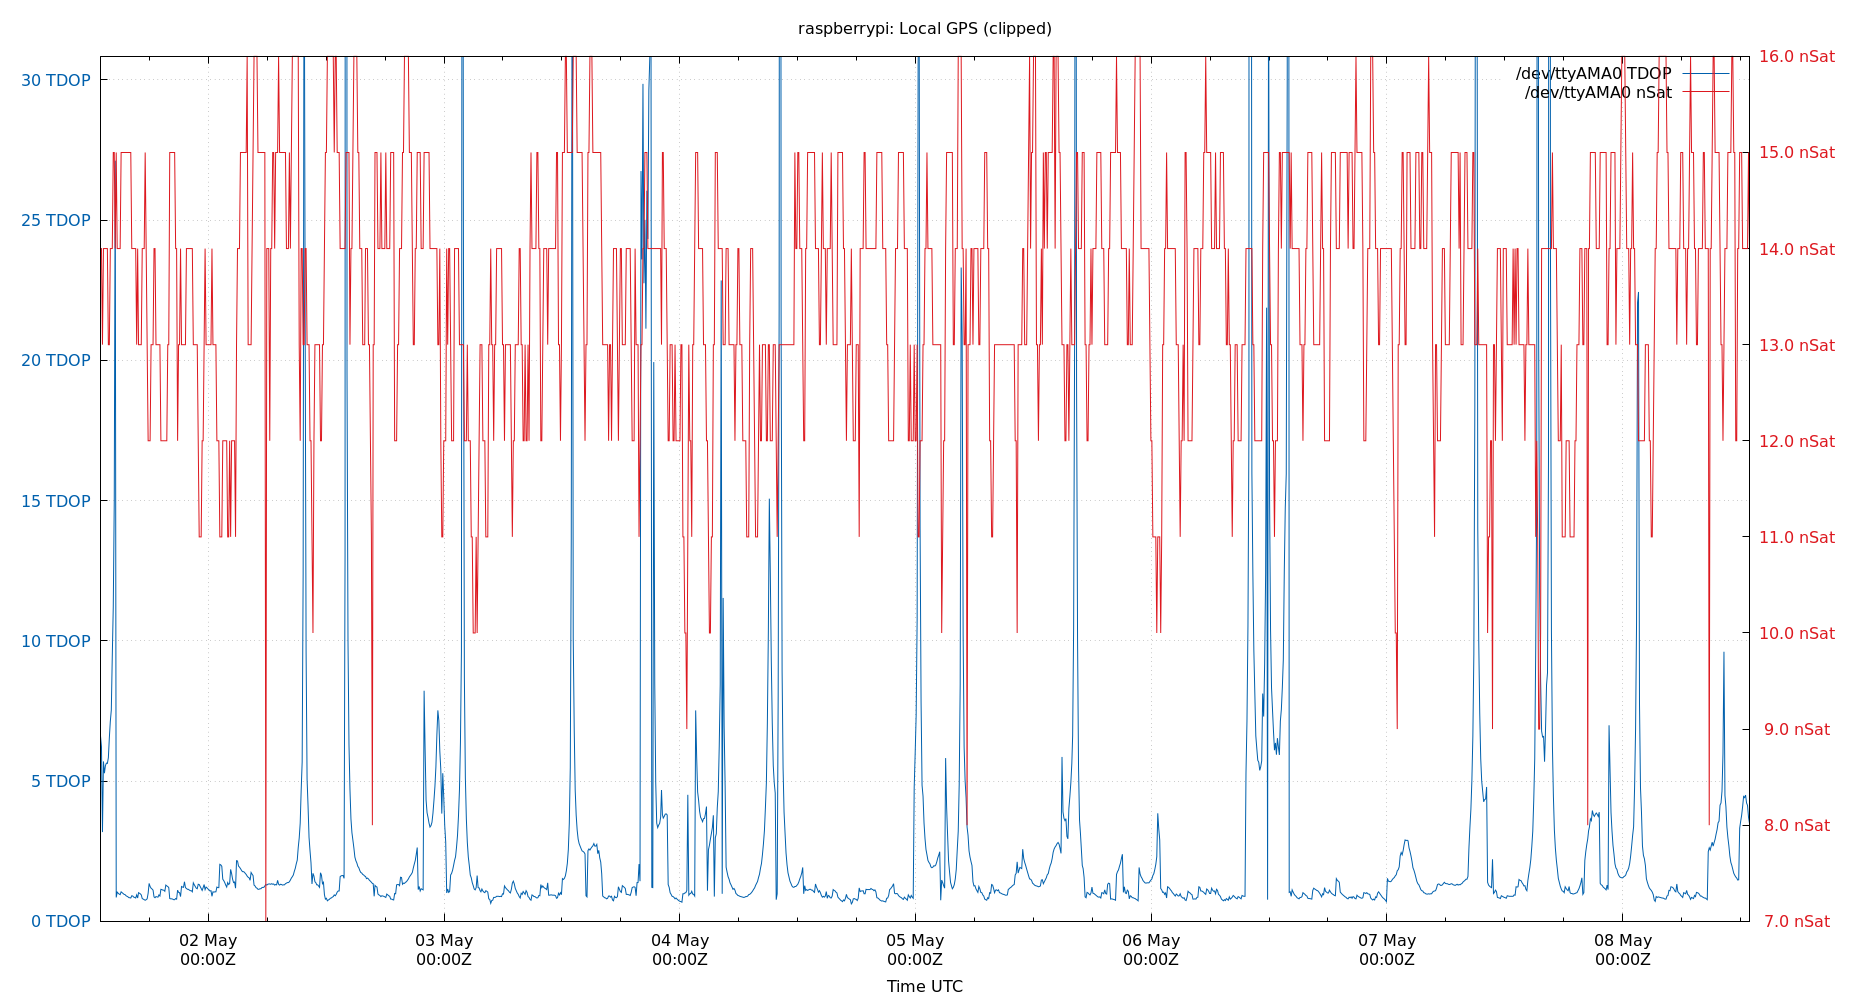 raspberrypi: Local GPS (clipped)
/dev/ttyAMA0 TDOP
/dev/ttyAMA0 nSat
30 TDOP
25 TDOP
20 TDOP
15 TDOP
10 TDOP
5 TDOP
0 TDOP
16.0 nSat
15.0 nSat
14.0 nSat
13.0 nSat
12.0 nSat
11.0 nSat
10.0 nSat
9.0 nSat
8.0 nSat
7.0 nSat
02 May 03 May 04 May 05 May 06 May 07 May 08 May
00:00Z 00:00Z 00:00Z 00:00Z 00:00Z 00:00Z 00:00Z
Time UTC